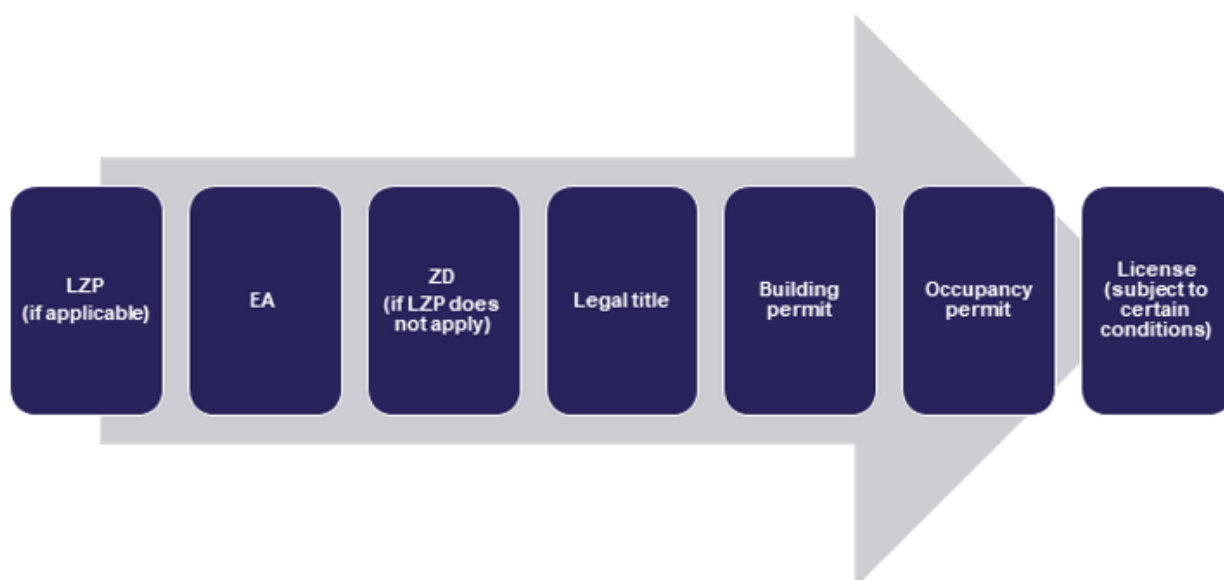 LZP
(if applicable)
EA
ZD
(if LZP does
not apply)
Legal title
Building
permit
Occupancy
permit
License
(subject to
certain
conditions)